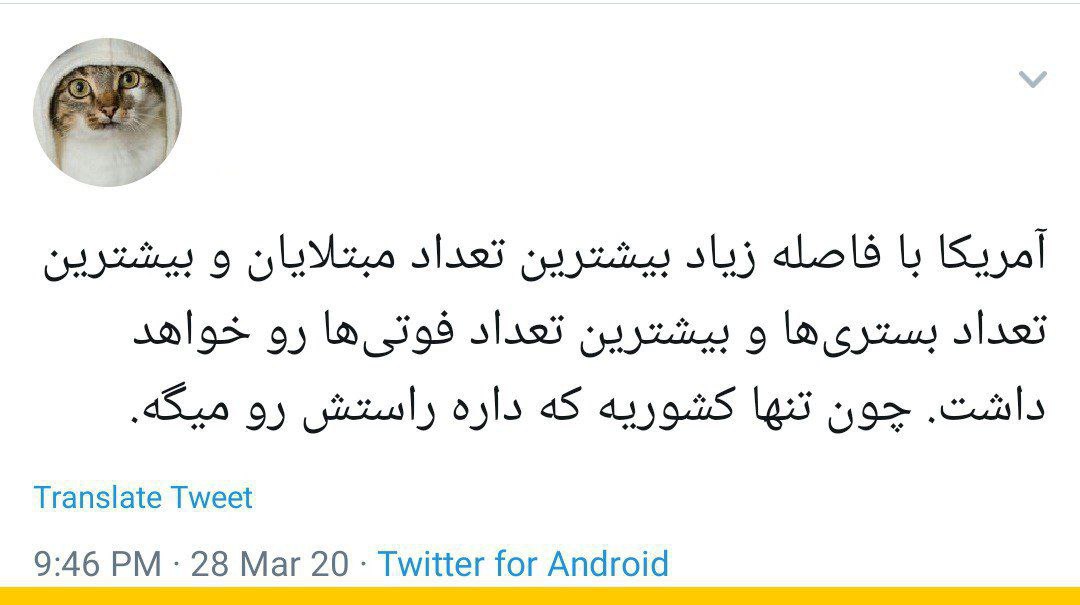 آمریکا با فاصله زیاد بیشترین تعداد مبتلایان و بیشترین
تعداد بستری‌ها و بیشترین تعداد فوتی‌ها رو خواهد
داشت. چون تنها کشوریه که داره راستش رو میگه.
Translate Tweet
9:46 PM · 28 Mar 20 · Twitter for Android